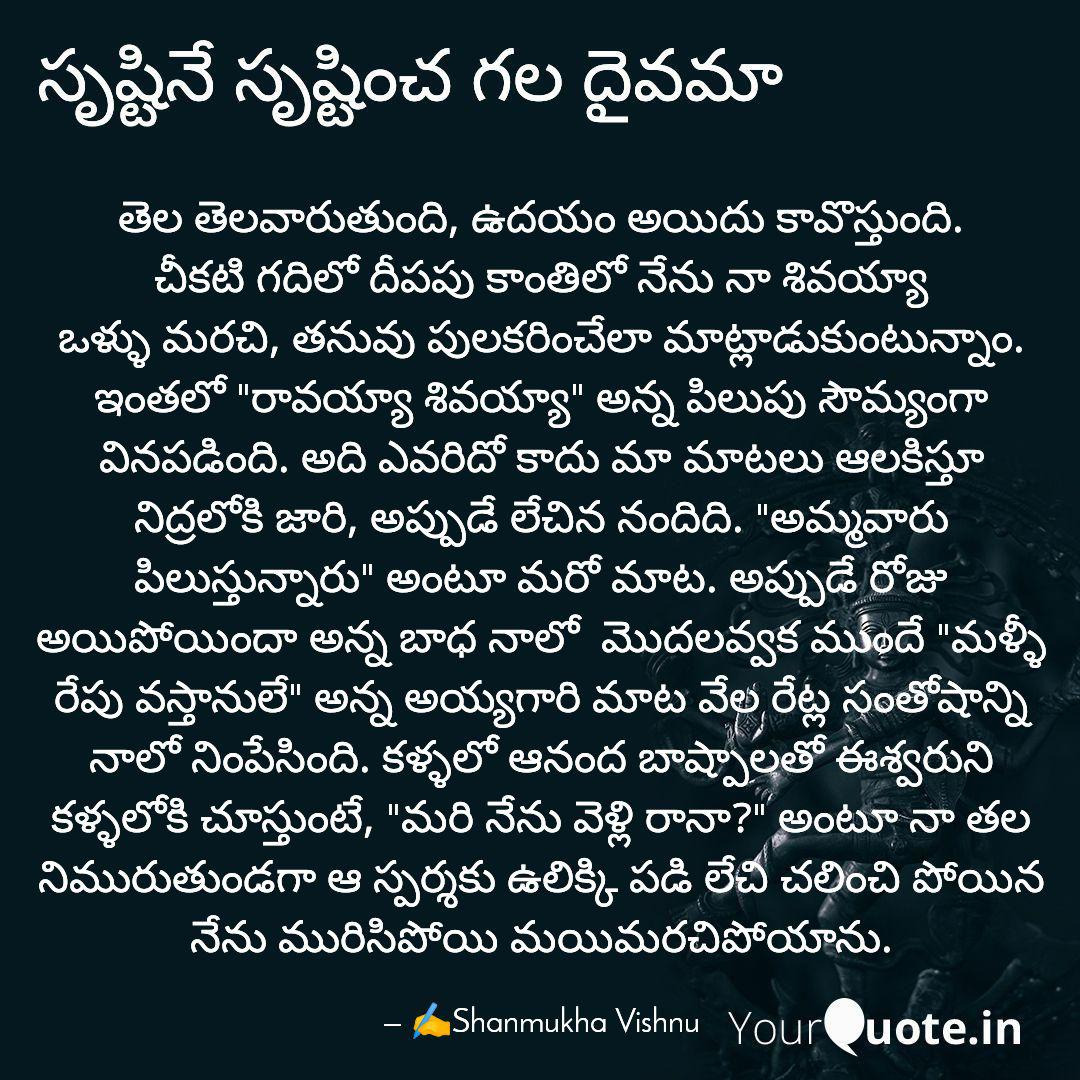 సృష్టినే సృష్టించ గల దైవమా
తెల తెలవారుతుంది, ఉదయం అయిదు కావొస్తుంది.
చీకటి గదిలో దీపపు కాంతిలో నేను నా శివయ్యా
ఒళ్ళు మరచి, తనువు పులకరించేలా మాట్లాడుకుంటున్నాం.
ఇంతలో "రావయ్యా శివయ్యా" అన్న పిలుపు సౌమ్యంగా
వినపడింది. అది ఎవరిదో కాదు మా మాటలు ఆలకిస్తూ
నిద్రలోకి జారి, అప్పుడే లేచిన నందిది. "అమ్మవారు
పిలుస్తున్నారు" అంటూ మరో మాట. అప్పుడే రోజు
అయిపోయిందా అన్న బాధ నాలో మొదలవ్వక ముందే "మళ్ళీ
రేపు వస్తానులే" అన్న అయ్యగారి మాట వేల రేట్ల సంతోషాన్ని
నాలో నింపేసింది. కళ్ళలో ఆనంద బాష్పాలతో ఈశ్వరుని
కళ్ళలోకి చూస్తుంటే, "మరి నేను వెళ్లి రానా?" అంటూ నా తల
నిమురుతుండగా ఆ స్పర్శకు ఉలిక్కి పడి లేచి చలించి పోయిన
నేను మురిసిపోయి మయిమరచిపోయాను.
– ✍️Shanmukha Vishnu
YourQuote.in